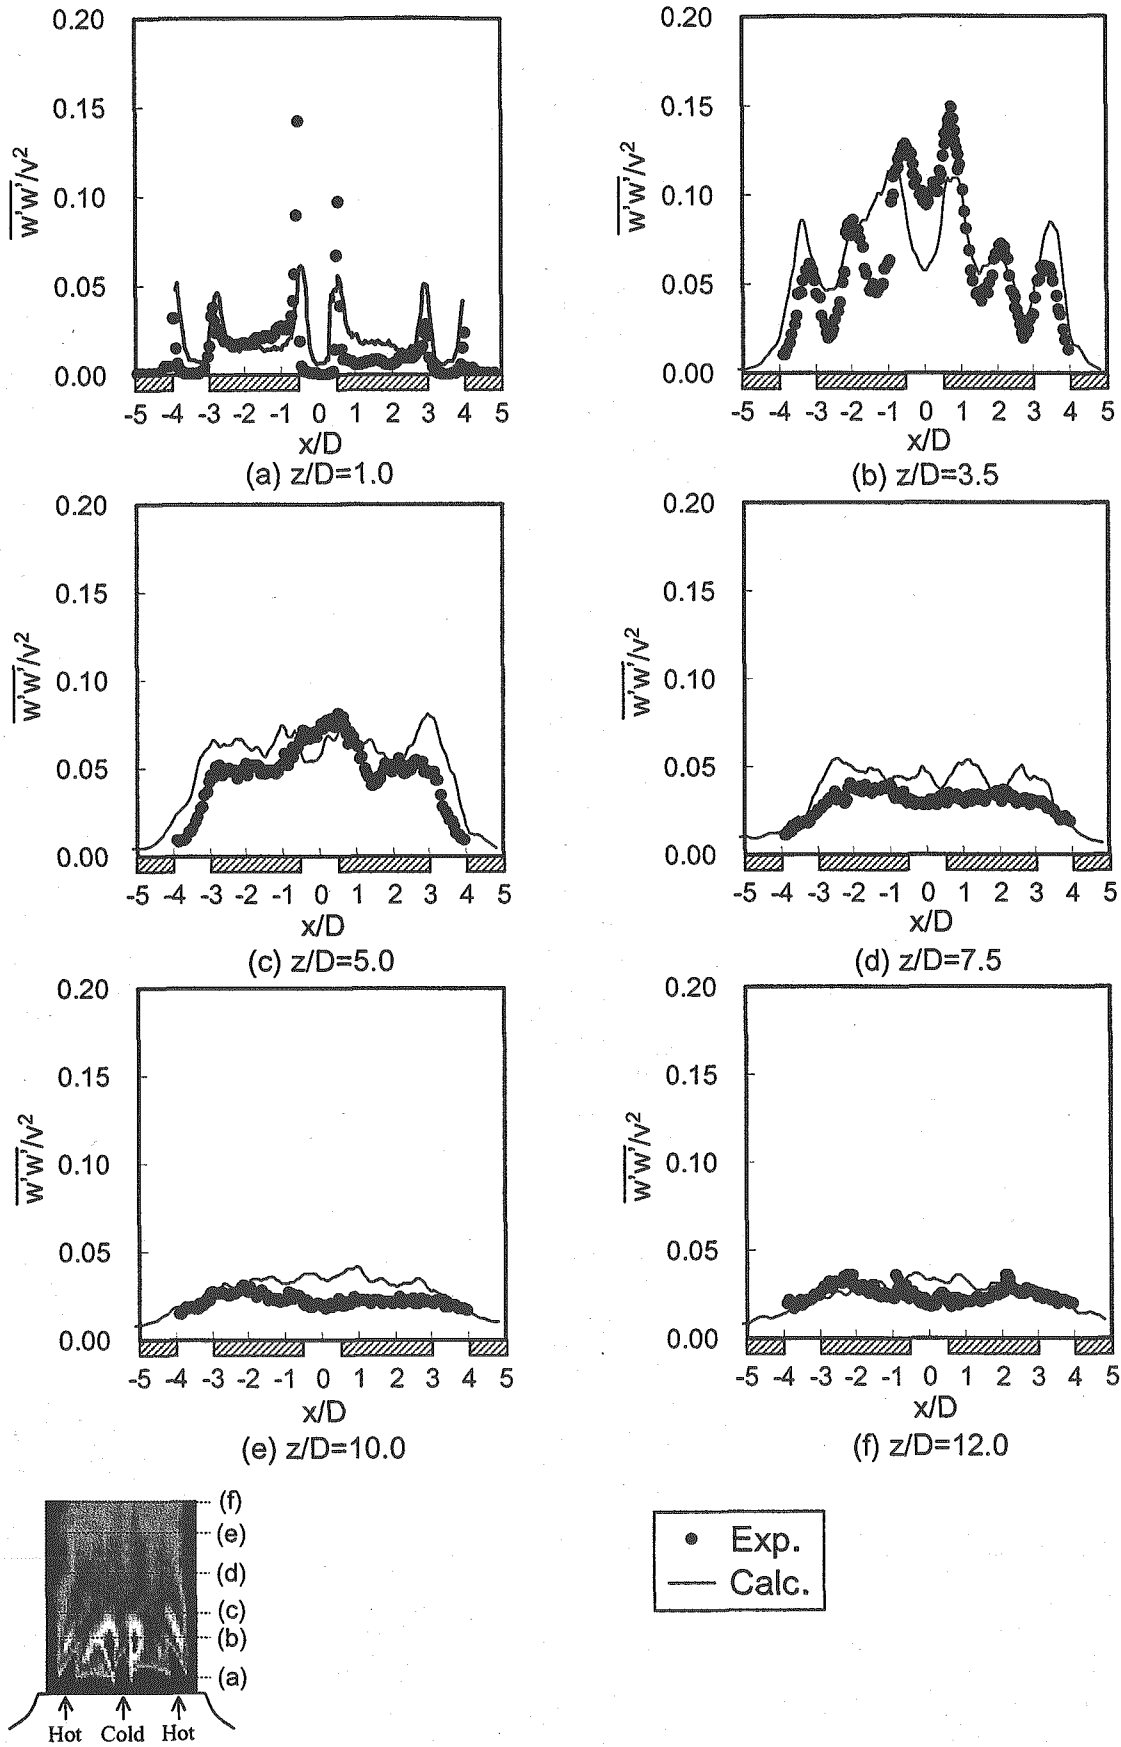 0.20
0.15
0.10
0.05
0.00
w'w'/v²
-5 -4 -3 -2 -1 0 1 2 3 4 5
x/D
(a) z/D=1.0
0.20
0.15
0.10
0.05
0.00
w'w'/v²
-5 -4 -3 -2 -1 0 1 2 3 4 5
x/D
(b) z/D=3.5
0.20
0.15
0.10
0.05
0.00
w'w'/v²
-5 -4 -3 -2 -1 0 1 2 3 4 5
x/D
(c) z/D=5.0
0.20
0.15
0.10
0.05
0.00
w'w'/v²
-5 -4 -3 -2 -1 0 1 2 3 4 5
x/D
(d) z/D=7.5
0.20
0.15
0.10
0.05
0.00
w'w'/v²
-5 -4 -3 -2 -1 0 1 2 3 4 5
x/D
(e) z/D=10.0
0.20
0.15
0.10
0.05
0.00
w'w'/v²
-5 -4 -3 -2 -1 0 1 2 3 4 5
x/D
(f) z/D=12.0
(f)
(e)
(d)
(c)
(b)
(a)
Hot Cold Hot
Exp.
Calc.